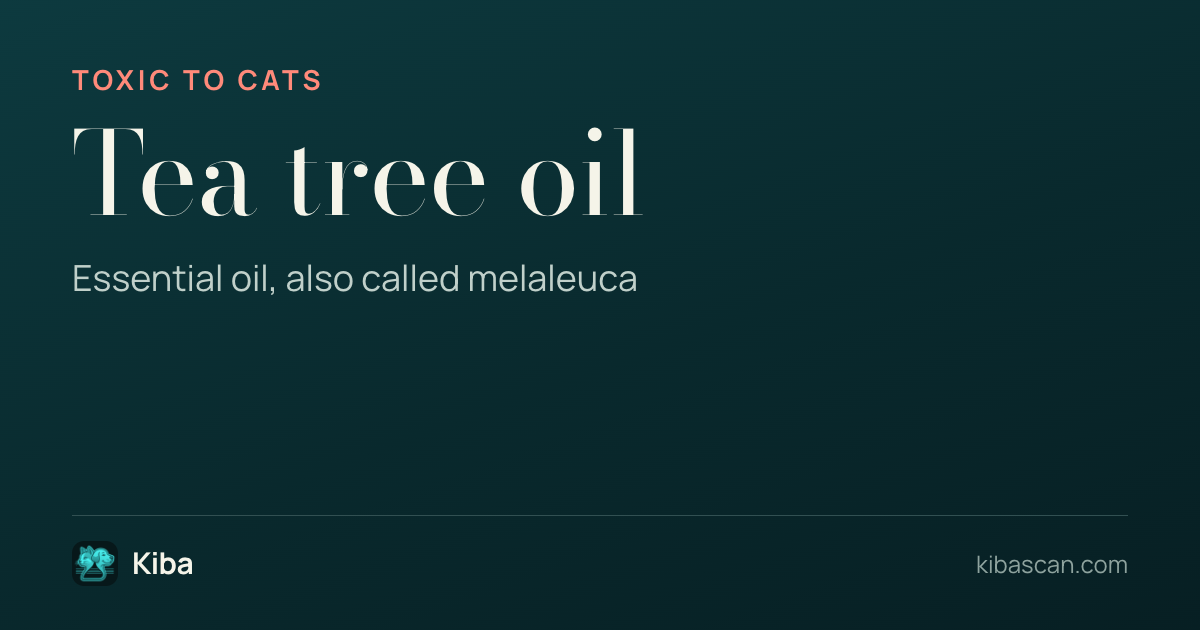 TOXIC TO CATS
Tea tree oil
Essential oil, also called melaleuca
Kiba
kibascan.com